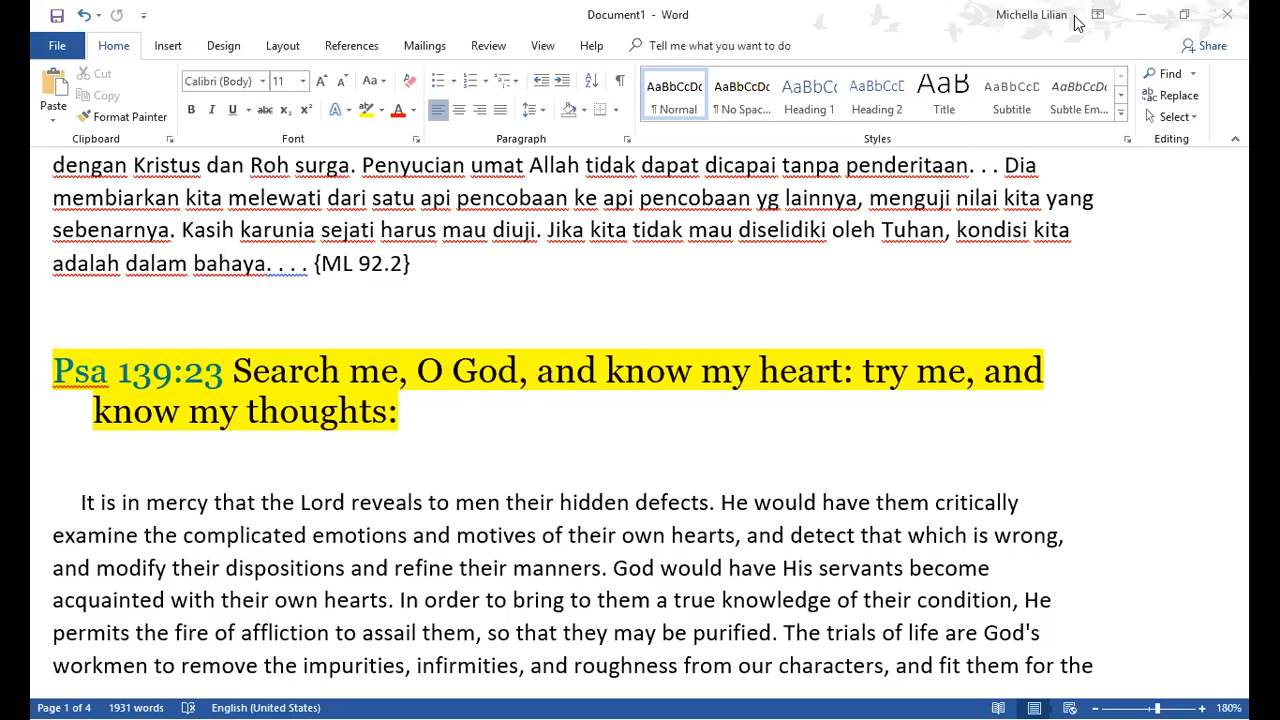 Document1 - Word
Michella Lilian
File Home Insert Design Layout References Mailings Review View Help Tell me what you want to do Share
Paste
Cut
Copy
Format Painter
Clipboard
Calibri (Body) 11
Font
Paragraph
AaBbCcDc AaBbCcDc AaBbCc AaBbCcD AaB AaBbCcD AaBbCcDc
¶ Normal ¶ No Spac... Heading 1 Heading 2 Title Subtitle Subtle Em...
Styles
Find
Replace
Select
Editing
dengan Kristus dan Roh surga. Penyucian umat Allah tidak dapat dicapai tanpa penderitaan. . . Dia
membiarkan kita melewati dari satu api pencobaan ke api pencobaan yg lainnya, menguji nilai kita yang
sebenarnya. Kasih karunia sejati harus mau diuji. Jika kita tidak mau diselidiki oleh Tuhan, kondisi kita
adalah dalam bahaya. . . . {ML 92.2}
Psa 139:23 Search me, O God, and know my heart: try me, and
know my thoughts:
It is in mercy that the Lord reveals to men their hidden defects. He would have them critically
examine the complicated emotions and motives of their own hearts, and detect that which is wrong,
and modify their dispositions and refine their manners. God would have His servants become
acquainted with their own hearts. In order to bring to them a true knowledge of their condition, He
permits the fire of affliction to assail them, so that they may be purified. The trials of life are God's
workmen to remove the impurities, infirmities, and roughness from our characters, and fit them for the
Page 1 of 4 1931 words English (United States) 180%